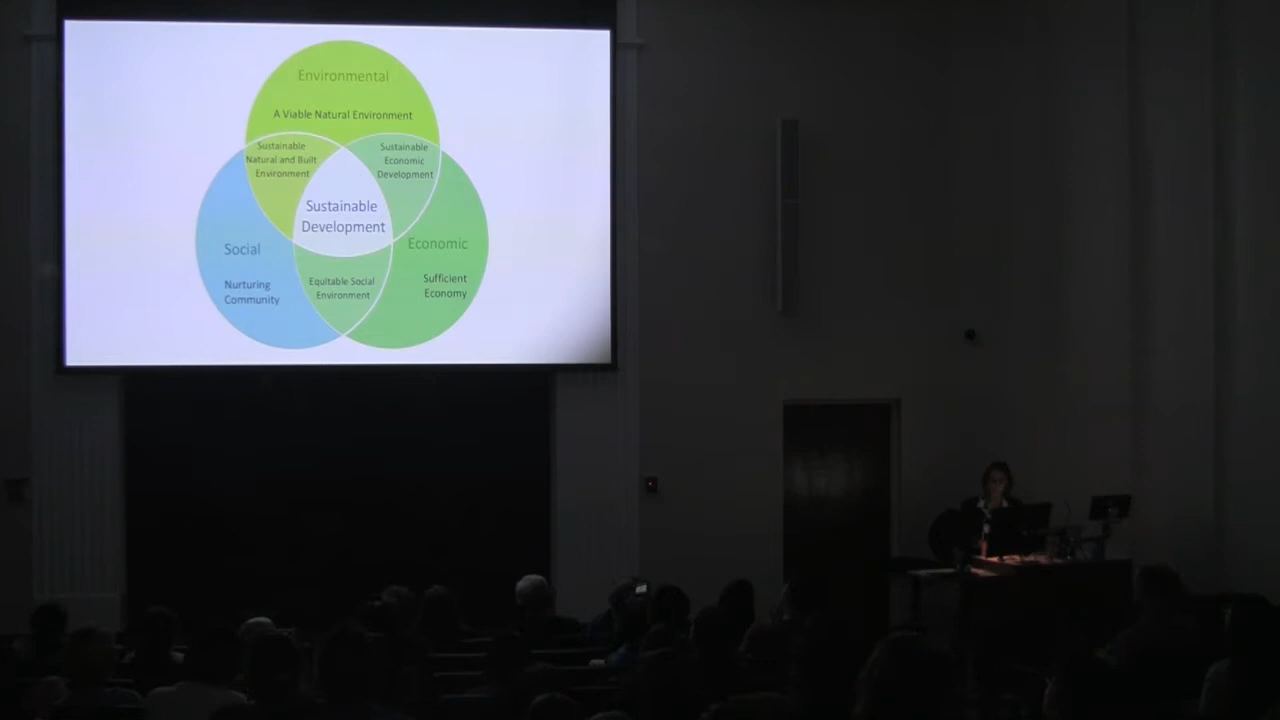 Environmental
A Viable Natural Environment
Sustainable
Natural and Built
Environment
Sustainable
Economic
Development
Sustainable
Development
Social
Nurturing
Community
Economic
Sufficient
Economy
Equitable Social
Environment